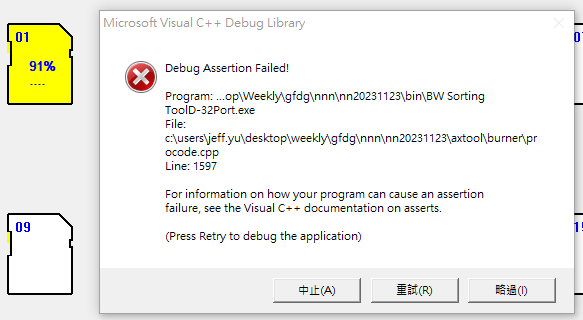 Microsoft Visual C++ Debug Library
01
91%
----
Debug Assertion Failed!
Program: ...op\Weekly\gfdg\nnn\nn20231123\bin\BW Sorting
ToolD-32Port.exe
File:
c:\users\jeff.yu\desktop\weekly\gfdg\nnn\nn20231123\axtool\burner\pr
ocode.cpp
Line: 1597
For information on how your program can cause an assertion
failure, see the Visual C++ documentation on asserts.
(Press Retry to debug the application)
09
中止(A)
重試(R)
略過(I)